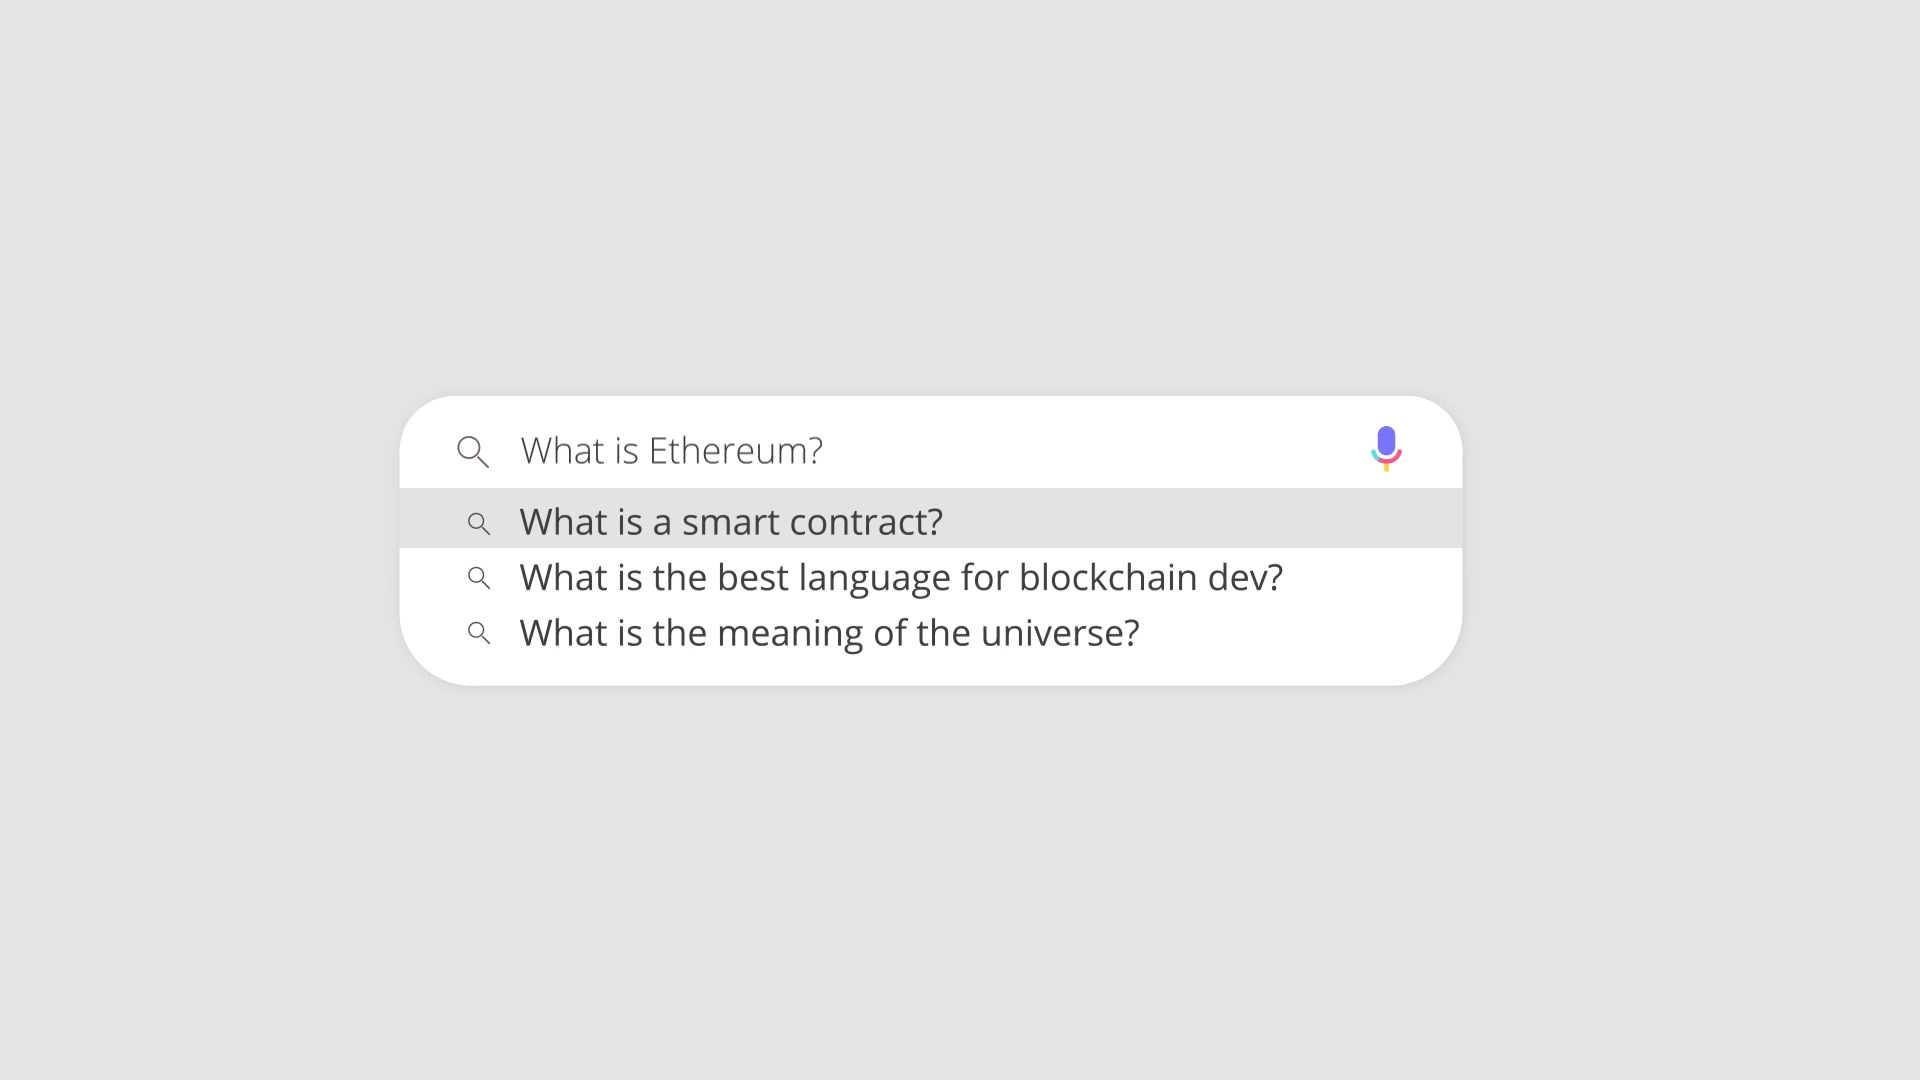 What is Ethereum?
What is a smart contract?
What is the best language for blockchain dev?
What is the meaning of the universe?